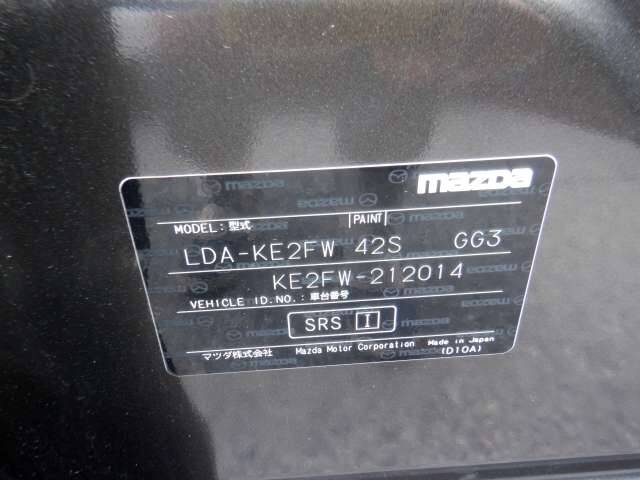 mazda
MODEL: 型式 PAINT
LDA-KE2FW 42S GG3
KE2FW-212014
VEHICLE ID.NO.: 車台番号
SRS I
マツダ株式会社 Mazda Motor Corporation Made in Japan
(D10A)